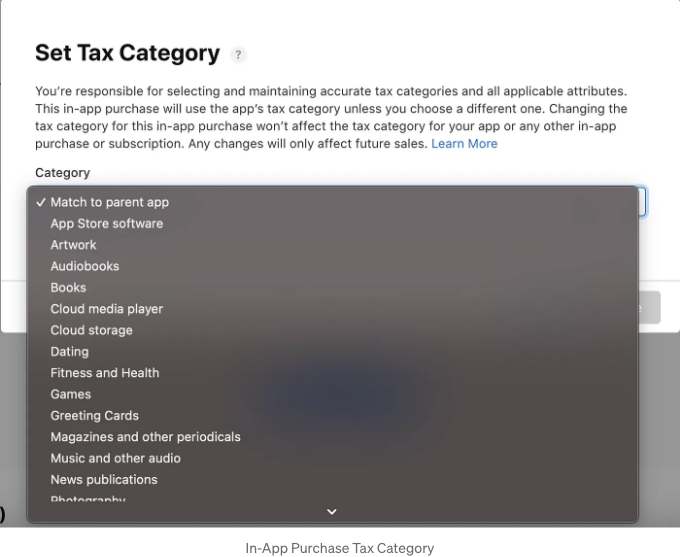 Set Tax Category ?
You’re responsible for selecting and maintaining accurate tax categories and all applicable attributes.
This in-app purchase will use the app’s tax category unless you choose a different one. Changing the
tax category for this in-app purchase won’t affect the tax category for your app or any other in-app
purchase or subscription. Any changes will only affect future sales. Learn More
Category
✓ Match to parent app
App Store software
Artwork
Audiobooks
Books
Cloud media player
Cloud storage
Dating
Fitness and Health
Games
Greeting Cards
Magazines and other periodicals
Music and other audio
News publications
Photography
)
In-App Purchase Tax Category